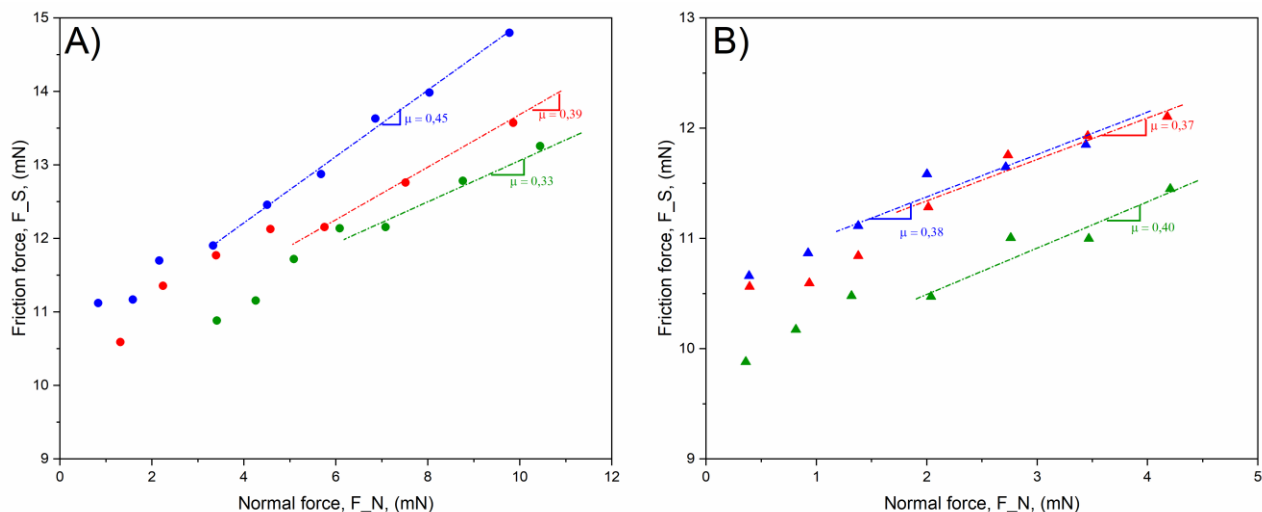 A)
15
14
13
12
11
10
9
Friction force, F_S, (mN)
μ = 0,45
μ = 0,39
μ = 0,33
0 2 4 6 8 10 12
Normal force, F_N, (mN)
B)
13
12
11
10
9
Friction force, F_S, (mN)
μ = 0,37
μ = 0,38
μ = 0,40
0 1 2 3 4 5
Normal force, F_N, (mN)